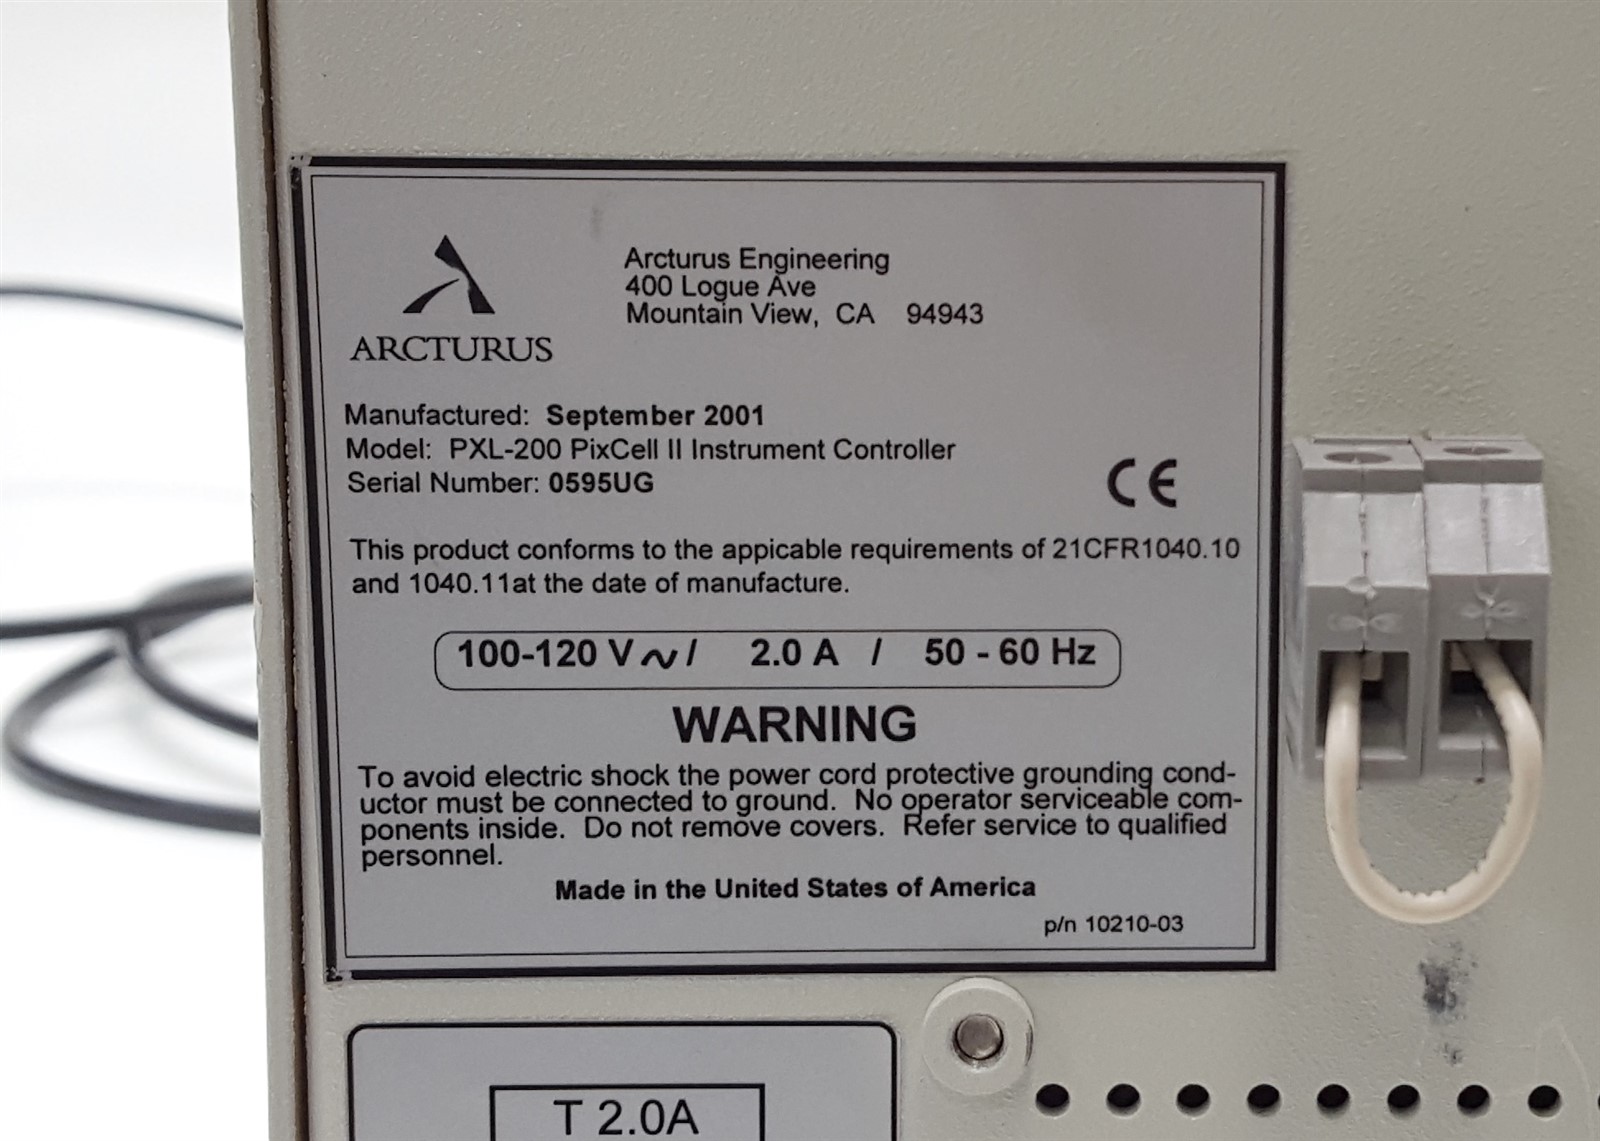 Arcturus Engineering
400 Logue Ave
Mountain View, CA 94943
ARCTURUS
Manufactured: September 2001
Model: PXL-200 PixCell II Instrument Controller
Serial Number: 0595UG
CE
This product conforms to the appicable requirements of 21CFR1040.10
and 1040.11at the date of manufacture.
100-120 V ~ / 2.0 A / 50 - 60 Hz
WARNING
To avoid electric shock the power cord protective grounding cond-
uctor must be connected to ground. No operator serviceable com-
ponents inside. Do not remove covers. Refer service to qualified
personnel.
Made in the United States of America
p/n 10210-03
T 2.0A